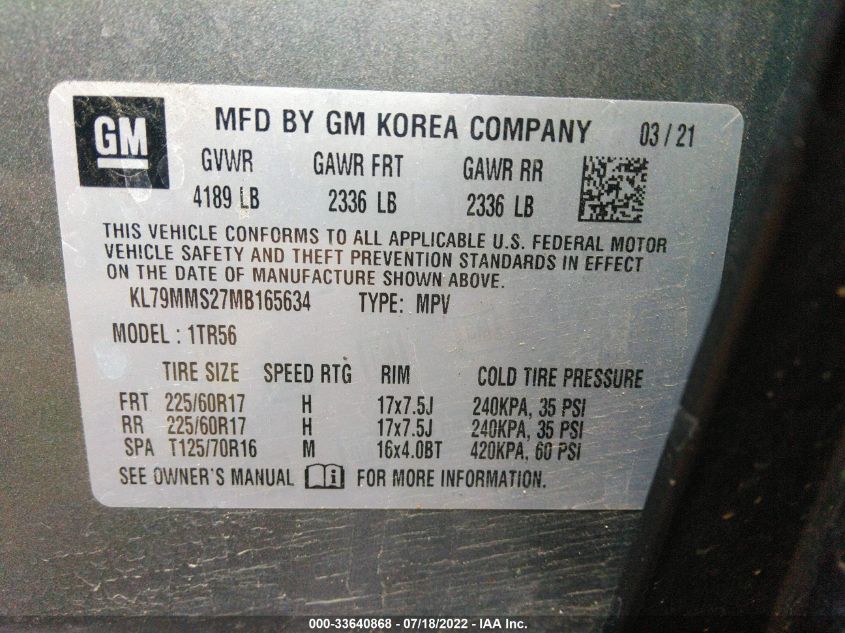 GM MFD BY GM KOREA COMPANY 03/21
GVWR GAWR FRT GAWR RR
4189 LB 2336 LB 2336 LB
THIS VEHICLE CONFORMS TO ALL APPLICABLE U.S. FEDERAL MOTOR
VEHICLE SAFETY AND THEFT PREVENTION STANDARDS IN EFFECT
ON THE DATE OF MANUFACTURE SHOWN ABOVE.
KL79MMS27MB165634 TYPE: MPV
MODEL: 1TR56
TIRE SIZE SPEED RTG RIM COLD TIRE PRESSURE
FRT 225/60R17 H 17x7.5J 240KPA, 35 PSI
RR 225/60R17 H 17x7.5J 240KPA, 35 PSI
SPA T125/70R16 M 16x4.0BT 420KPA, 60 PSI
SEE OWNER'S MANUAL i FOR MORE INFORMATION.
000-33640868 - 07/18/2022 - IAA Inc.